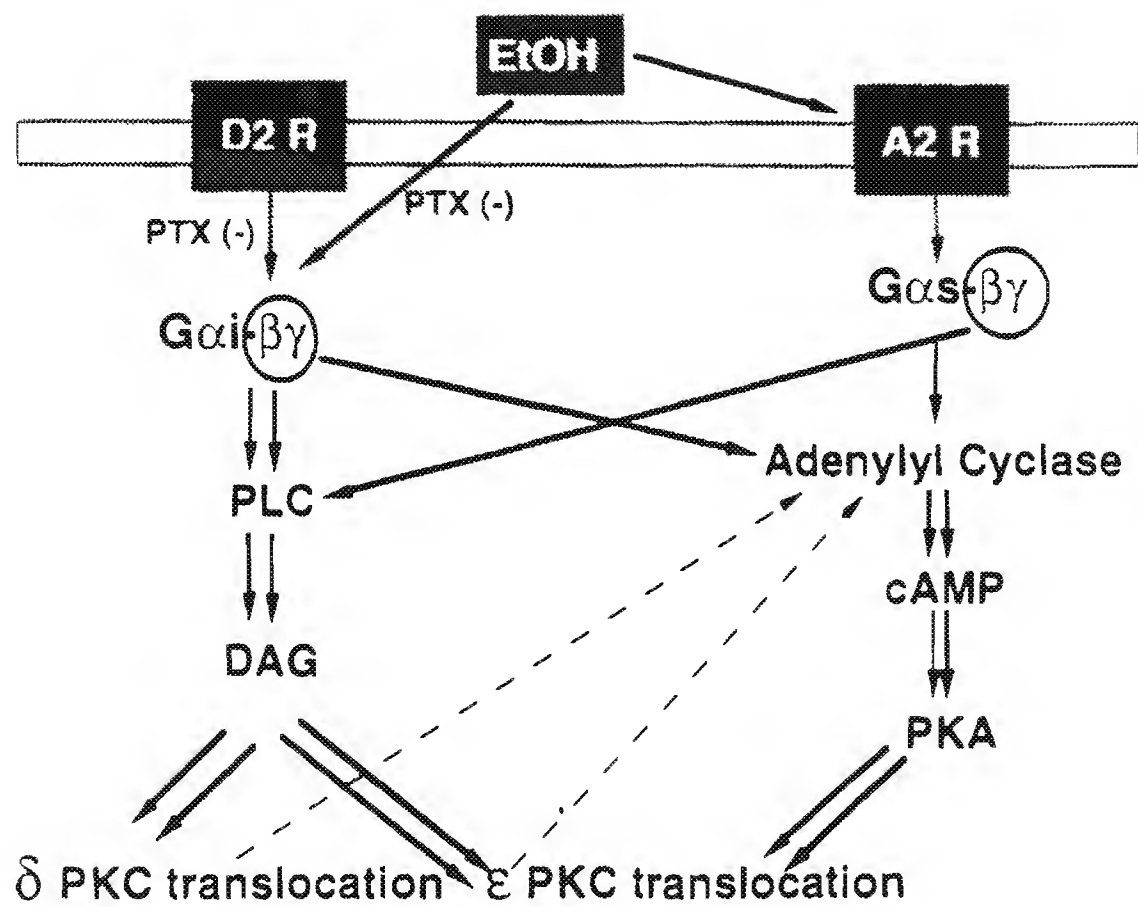 EtOH
D2 R
A2 R
PTX (-)
PTX (-)
Gαi-βγ
Gαs-βγ
PLC
Adenylyl Cyclase
cAMP
DAG
PKA
δ PKC translocation
ε PKC translocation